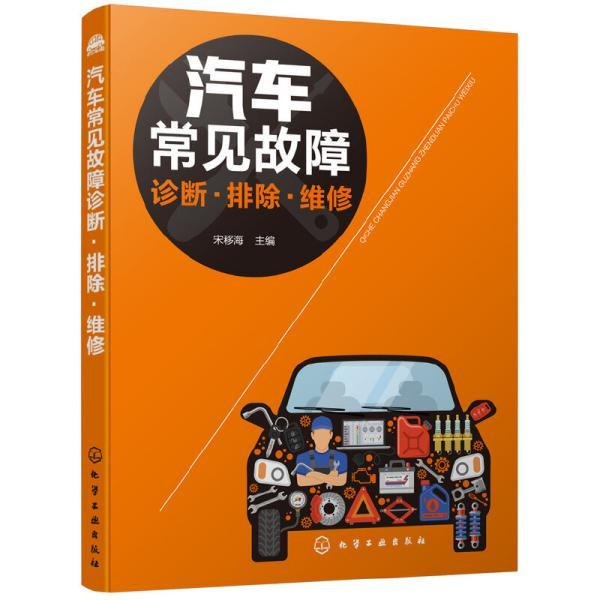 汽车
常见故障
诊断·排除·维修
宋移海 主编
QICHE CHANGJIAN GUZHANG ZHENDUAN PAICHU WEIXIU
化学工业出版社
汽车常见故障诊断·排除·维修
化学工业出版社